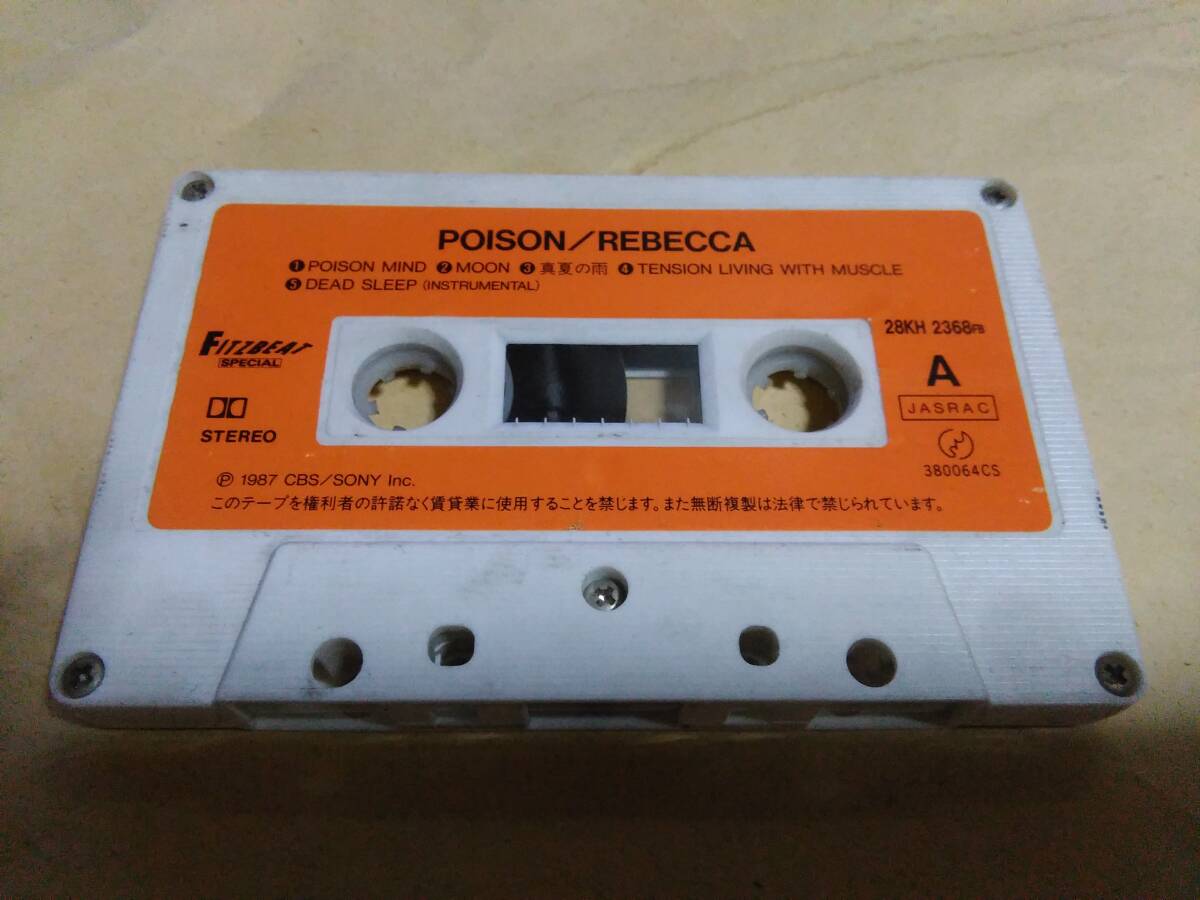 POISON/REBECCA
❶POISON MIND ❷MOON ❸真夏の雨 ❹TENSION LIVING WITH MUSCLE
❺DEAD SLEEP (INSTRUMENTAL)
FITZBEAT
SPECIAL
STEREO
28KH 2368FB
A
JASRAC
380064CS
Ⓟ 1987 CBS/SONY Inc.
このテープを権利者の許諾なく賃貸業に使用することを禁じます。また無断複製は法律で禁じられています。